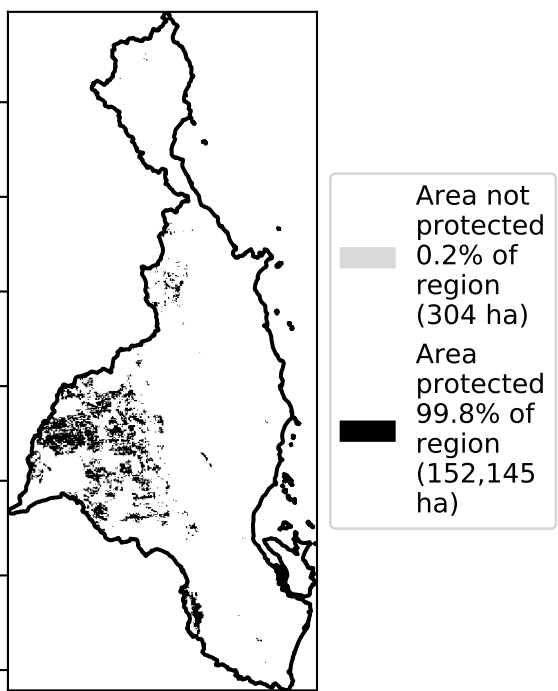 Area not
protected
0.2% of
region
(304 ha)
Area
protected
99.8% of
region
(152,145
ha)